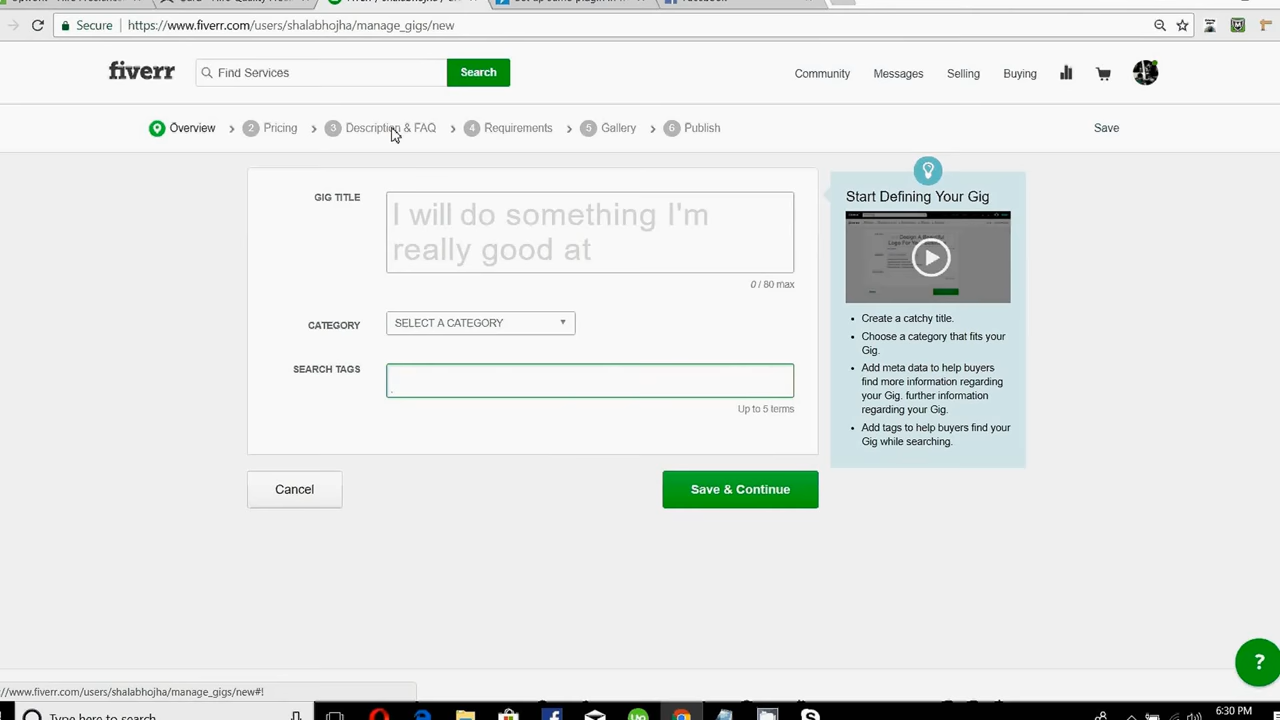 Secure https://www.fiverr.com/users/shalabhojha/manage_gigs/new
fiverr Find Services Search Community Messages Selling Buying
Overview > 2 Pricing > 3 Description & FAQ > 4 Requirements > 5 Gallery > 6 Publish Save
GIG TITLE
I will do something I'm
really good at
0 / 80 max
CATEGORY SELECT A CATEGORY
SEARCH TAGS
Up to 5 terms
Cancel Save & Continue
Start Defining Your Gig
• Create a catchy title.
• Choose a category that fits your
Gig.
• Add meta data to help buyers
find more information regarding
your Gig. further information
regarding your Gig.
• Add tags to help buyers find your
Gig while searching.
?
//www.fiverr.com/users/shalabhojha/manage_gigs/new#!
Type here to search 6:30 PM